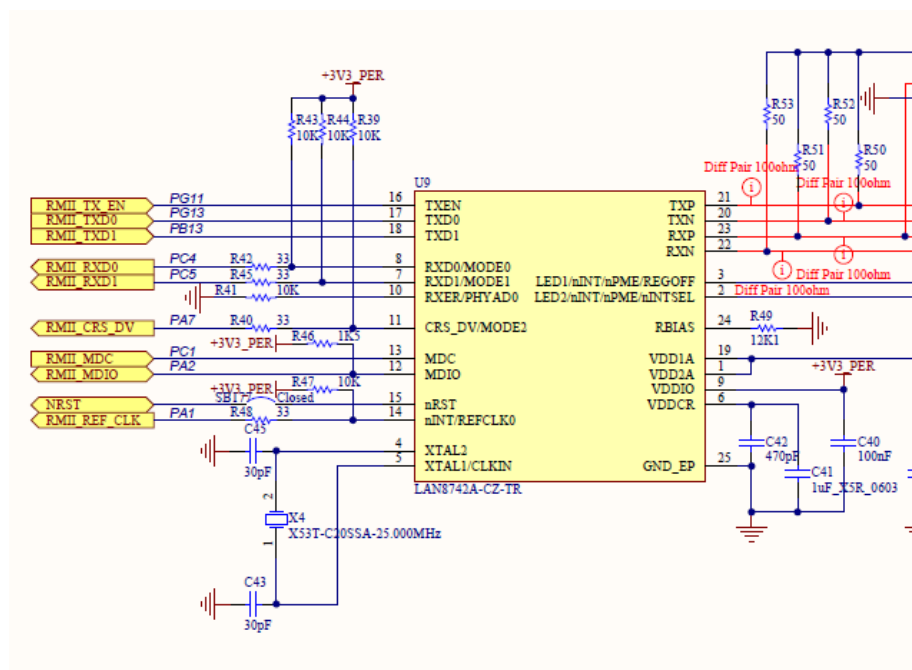 +3V3_PER
R43 R44 R39
10K 10K 10K
R53
50
R52
50
R51
50
R50
50
Diff Pair 100ohm
Diff Pair 100ohm
U9
RMII_TX_EN PG11 16 TXEN TXP 21
RMII_TXD0 PG13 17 TXD0 TXN 20
RMII_TXD1 PB13 18 TXD1 RXP 23
RXN 22
RMII_RXD0 PC4 R42 33 8 RXD0/MODE0
Diff Pair 100ohm
RMII_RXD1 PC5 R45 33 7 RXD1/MODE1 LED1/nINT/nPME/REGOFF 3
Diff Pair 100ohm
R41 10K 10 RXER/PHYAD0 LED2/nINT/nPME/nINTSEL 2
RMII_CRS_DV PA7 R40 33 11 CRS_DV/MODE2 RBIAS 24 R49
12K1
+3V3_PER R46 1K5
RMII_MDC PC1 13 MDC VDD1A 19
RMII_MDIO PA2 12 MDIO VDD2A 1
+3V3_PER
+3V3_PER R47 10K VDDIO 9
SB177 Closed
NRST 15 nRST VDDCR 6
RMII_REF_CLK PA1 R48 33 14 nINT/REFCLK0
C45
30pF
4 XTAL2
5 XTAL1/CLKIN GND_EP 25
C42
470pF
C40
100nF
C41
1uF_X5R_0603
LAN8742A-CZ-TR
2
X4
X53T-C20SSA-25.000MHz
1
C43
30pF